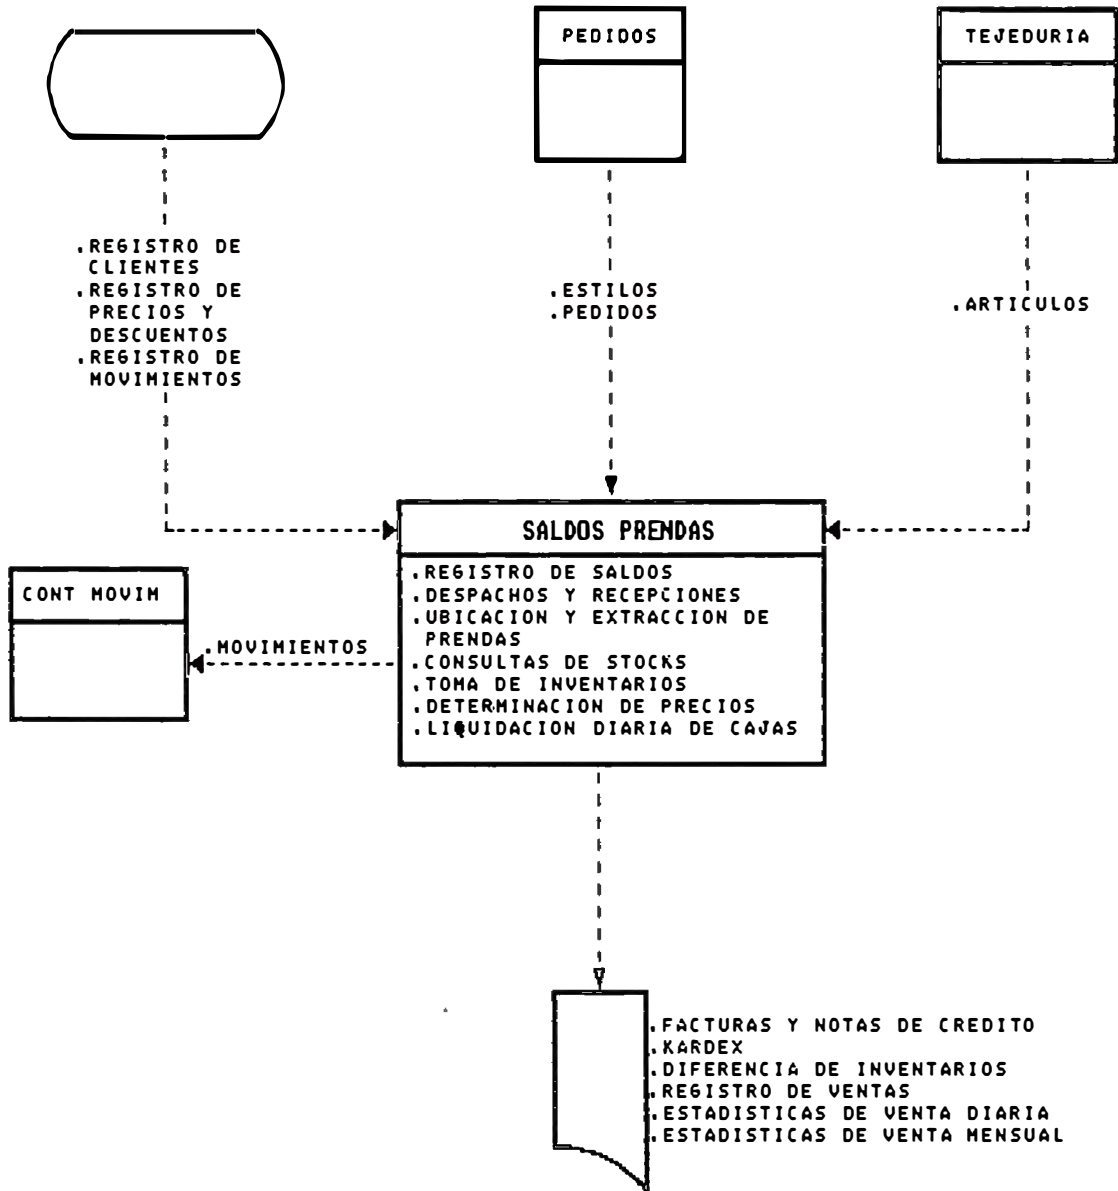 PEDIDOS
TEJEDURIA
.REGISTRO DE
CLIENTES
.REGISTRO DE
PRECIOS Y
DESCUENTOS
.REGISTRO DE
MOVIMIENTOS
.ESTILOS
.PEDIDOS
.ARTICULOS
SALDOS PRENDAS
.REGISTRO DE SALDOS
.DESPACHOS Y RECEPCIONES
.UBICACION Y EXTRACCION DE
PRENDAS
.CONSULTAS DE STOCKS
.TOMA DE INVENTARIOS
.DETERMINACION DE PRECIOS
.LIQUIDACION DIARIA DE CAJAS
CONT MOVIM
.MOVIMIENTOS
.FACTURAS Y NOTAS DE CREDITO
.KARDEX
.DIFERENCIA DE INVENTARIOS
.REGISTRO DE VENTAS
.ESTADISTICAS DE VENTA DIARIA
.ESTADISTICAS DE VENTA MENSUAL